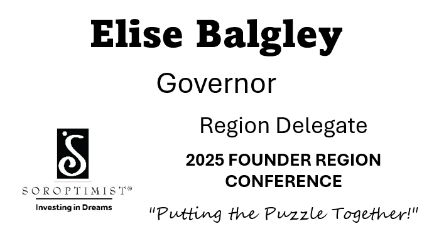 Elise Balgley
Governor
Region Delegate
2025 FOUNDER REGION
CONFERENCE
SOROPTIMIST®
Investing in Dreams
"Putting the Puzzle Together!"